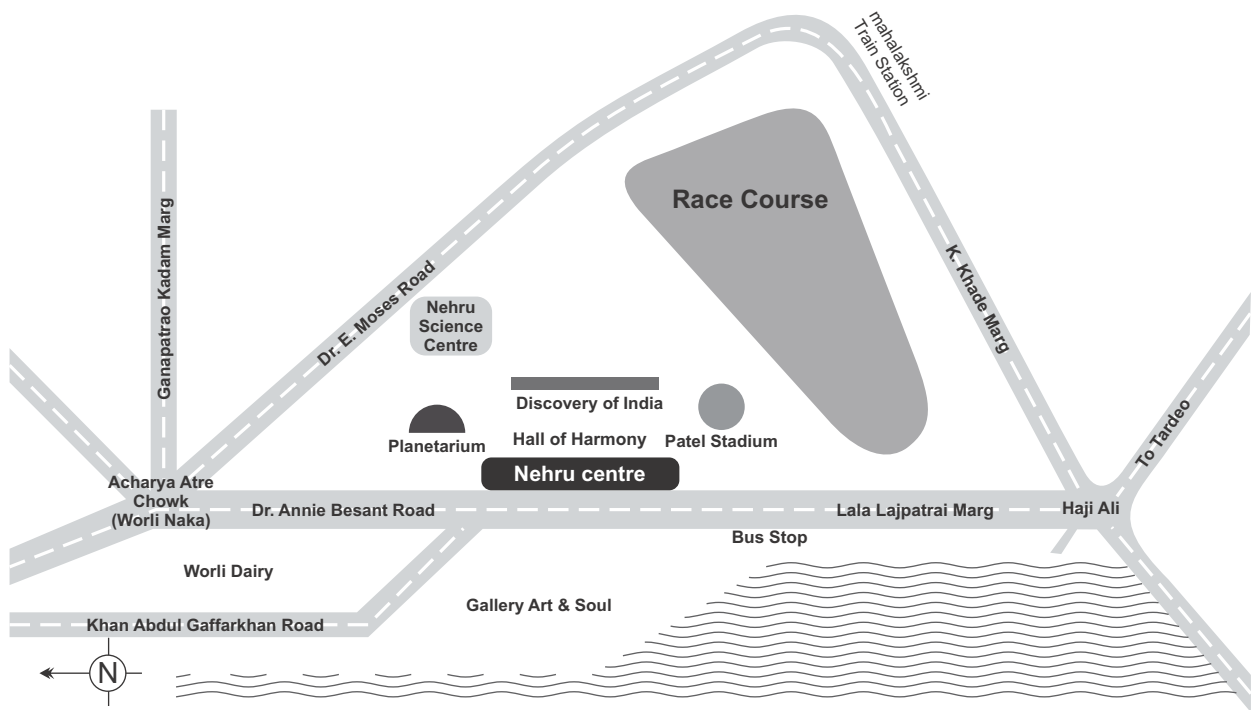 mahalakshmi
Train Station
Race Course
Ganapatrao Kadam Marg
Dr. E. Moses Road
K. Khade Marg
Nehru
Science
Centre
Discovery of India
To Tardeo
Planetarium
Hall of Harmony
Patel Stadium
Nehru centre
Acharya Atre
Chowk
(Worli Naka)
Dr. Annie Besant Road
Lala Lajpatrai Marg
Haji Ali
Bus Stop
Worli Dairy
Gallery Art & Soul
Khan Abdul Gaffarkhan Road
N